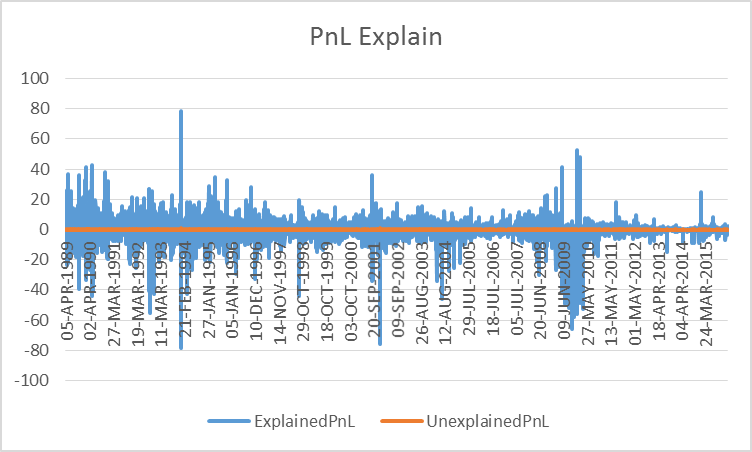 PnL Explain
100
80
60
40
20
0
-20
-40
-60
-80
-100
05-APR-1989
02-APR-1990
27-MAR-1991
19-MAR-1992
11-MAR-1993
21-FEB-1994
27-JAN-1995
05-JAN-1996
10-DEC-1996
14-NOV-1997
29-OCT-1998
18-OCT-1999
03-OCT-2000
20-SEP-2001
09-SEP-2002
26-AUG-2003
12-AUG-2004
29-JUL-2005
18-JUL-2006
05-JUL-2007
20-JUN-2008
09-JUN-2009
27-MAY-2010
13-MAY-2011
01-MAY-2012
18-APR-2013
04-APR-2014
24-MAR-2015
ExplainedPnL UnexplainedPnL